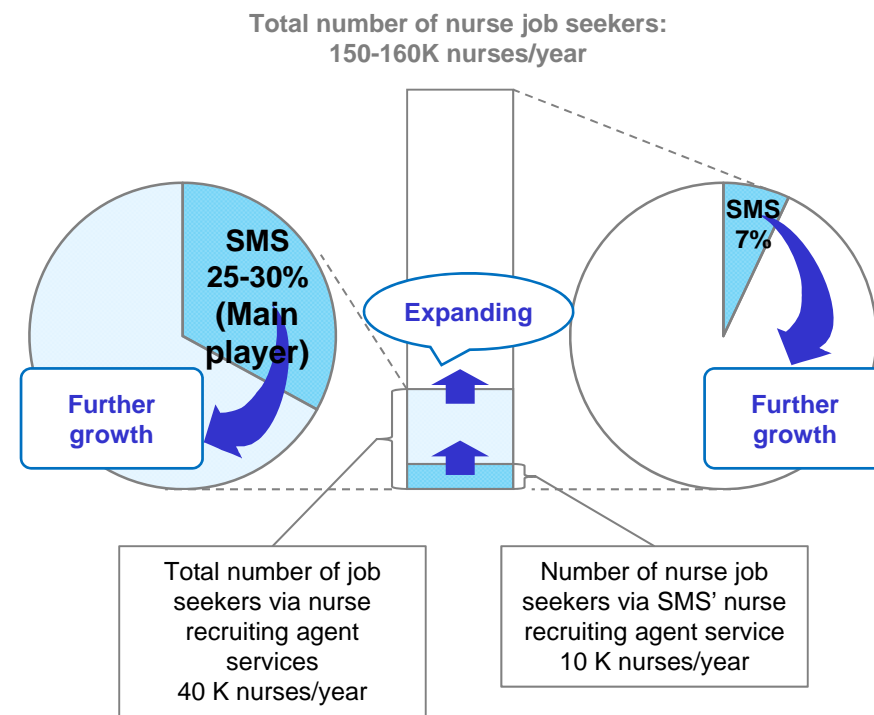 Total number of nurse job seekers:
150-160K nurses/year
SMS
25-30%
(Main
player)
Further
growth
Expanding
SMS
7%
Further
growth
Total number of job
seekers via nurse
recruiting agent
services
40 K nurses/year
Number of nurse job
seekers via SMS’ nurse
recruiting agent service
10 K nurses/year